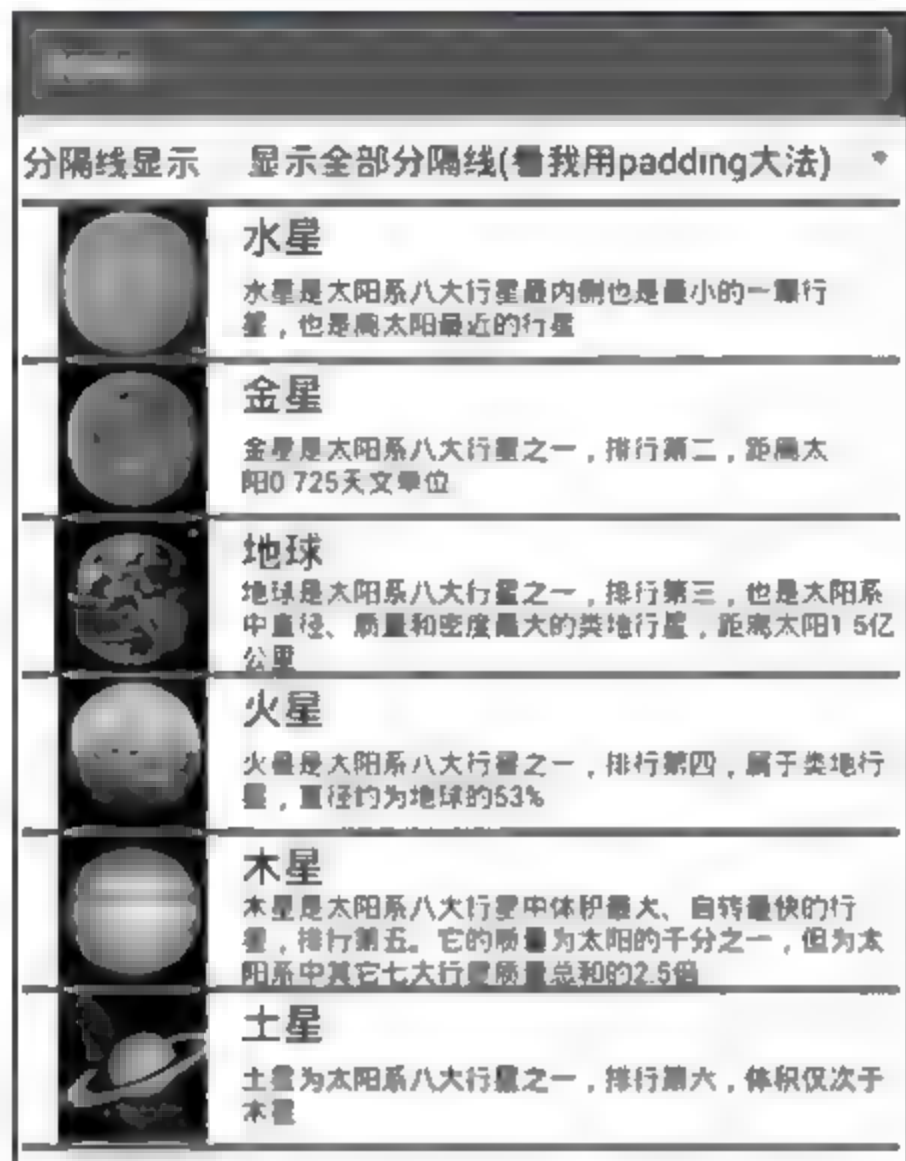 分隔线显示 显示全部分隔线(看我用padding大法)
水星
水星是太阳系八大行星最内侧也是最小的一颗行
星，也是离太阳最近的行星
金星
金星是太阳系八大行星之一，排行第二，距离太
阳0 725天文单位
地球
地球是太阳系八大行星之一，排行第三，也是太阳系
中直径、质量和密度最大的类地行星，距离太阳1 5亿
公里
火星
火星是太阳系八大行星之一，排行第四，属于类地行
星，直径约为地球的53%
木星
木星是太阳系八大行星中体积最大、自转最快的行
星，排行第五。它的质量为太阳的千分之一，但为太
阳系中其它七大行星质量总和的2.5倍
土星
土星为太阳系八大行星之一，排行第六，体积仅次于
木星